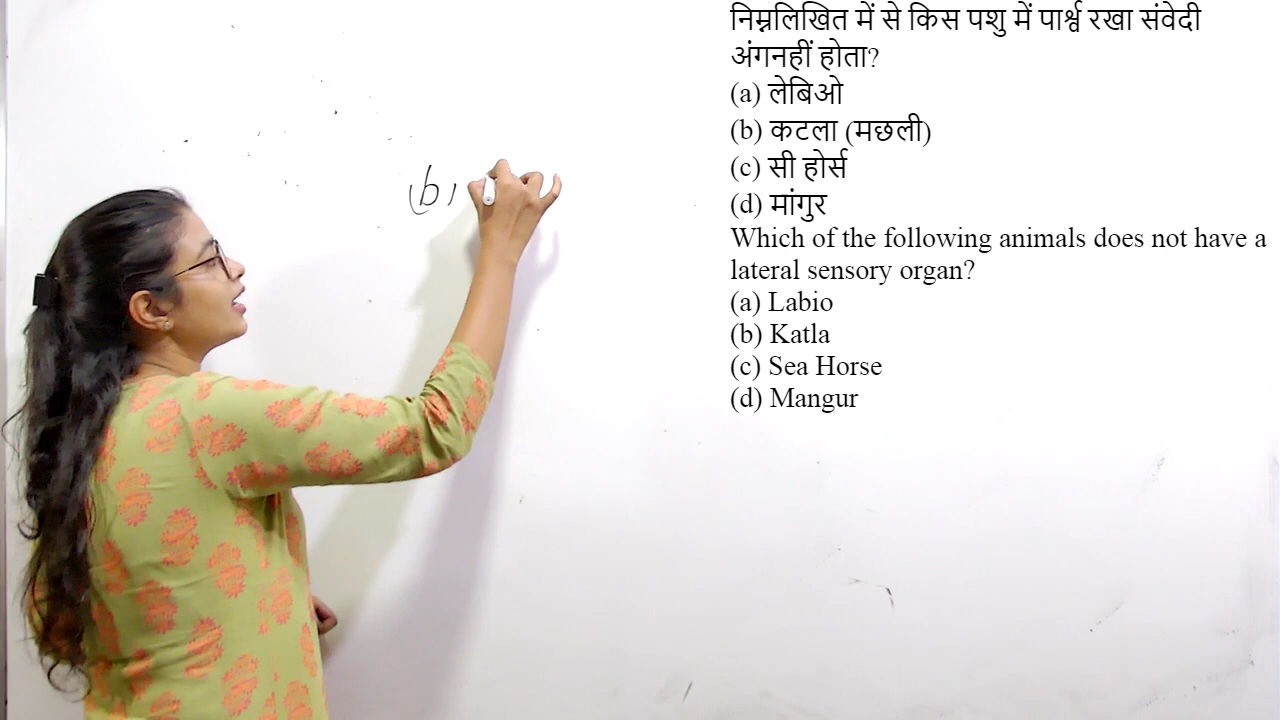 निम्नलिखित में से किस पशु में पार्श्व रखा संवेदी
अंगनहीं होता?
(a) लेबिओ
(b) कटला (मछली)
(c) सी होर्स
(d) मांगुर
Which of the following animals does not have a
lateral sensory organ?
(a) Labio
(b) Katla
(c) Sea Horse
(d) Mangur
(b)